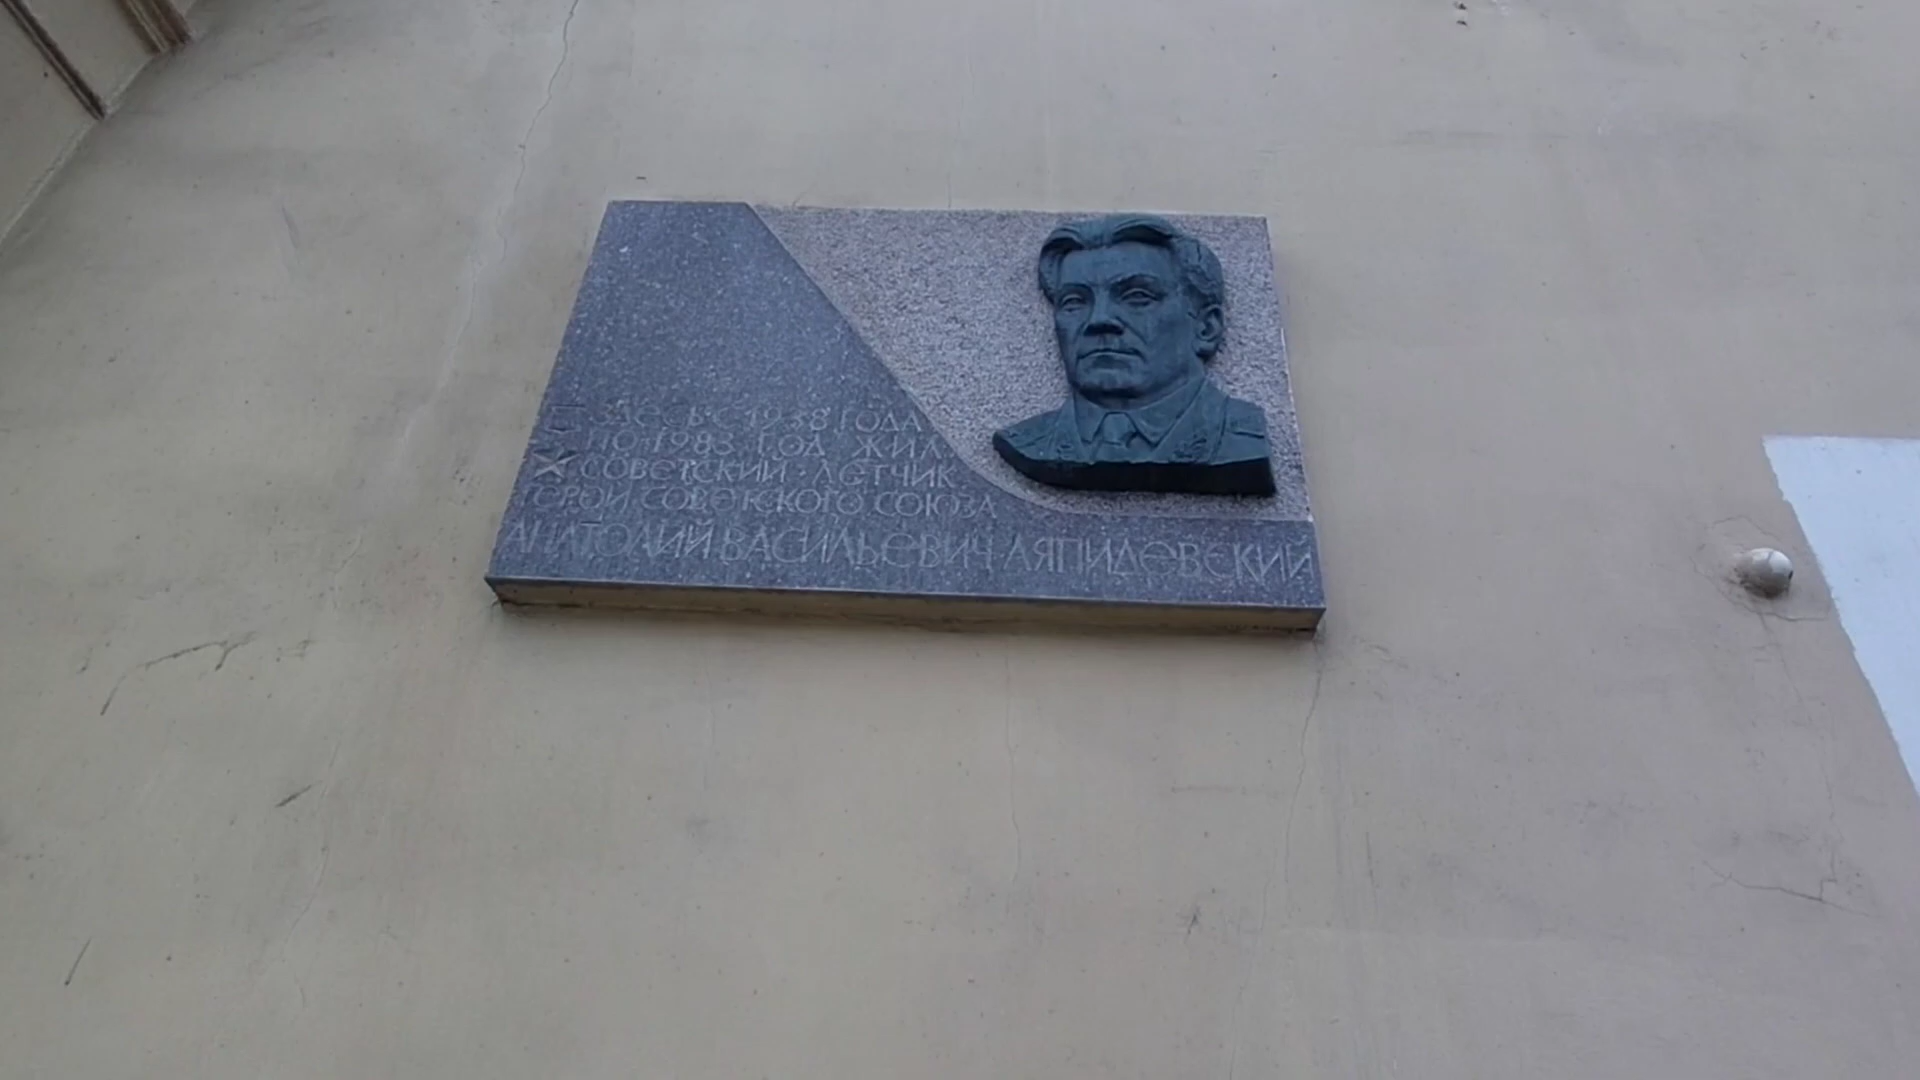 ЗДЕСЬ С 1938 ГОДА
ПО 1983 ГОД ЖИЛ
СОВЕТСКИЙ ЛЕТЧИК
ГЕРОЙ СОВЕТСКОГО СОЮЗА
АНАТОЛИЙ ВАСИЛЬЕВИЧ ЛЯПИДЕВСКИЙ